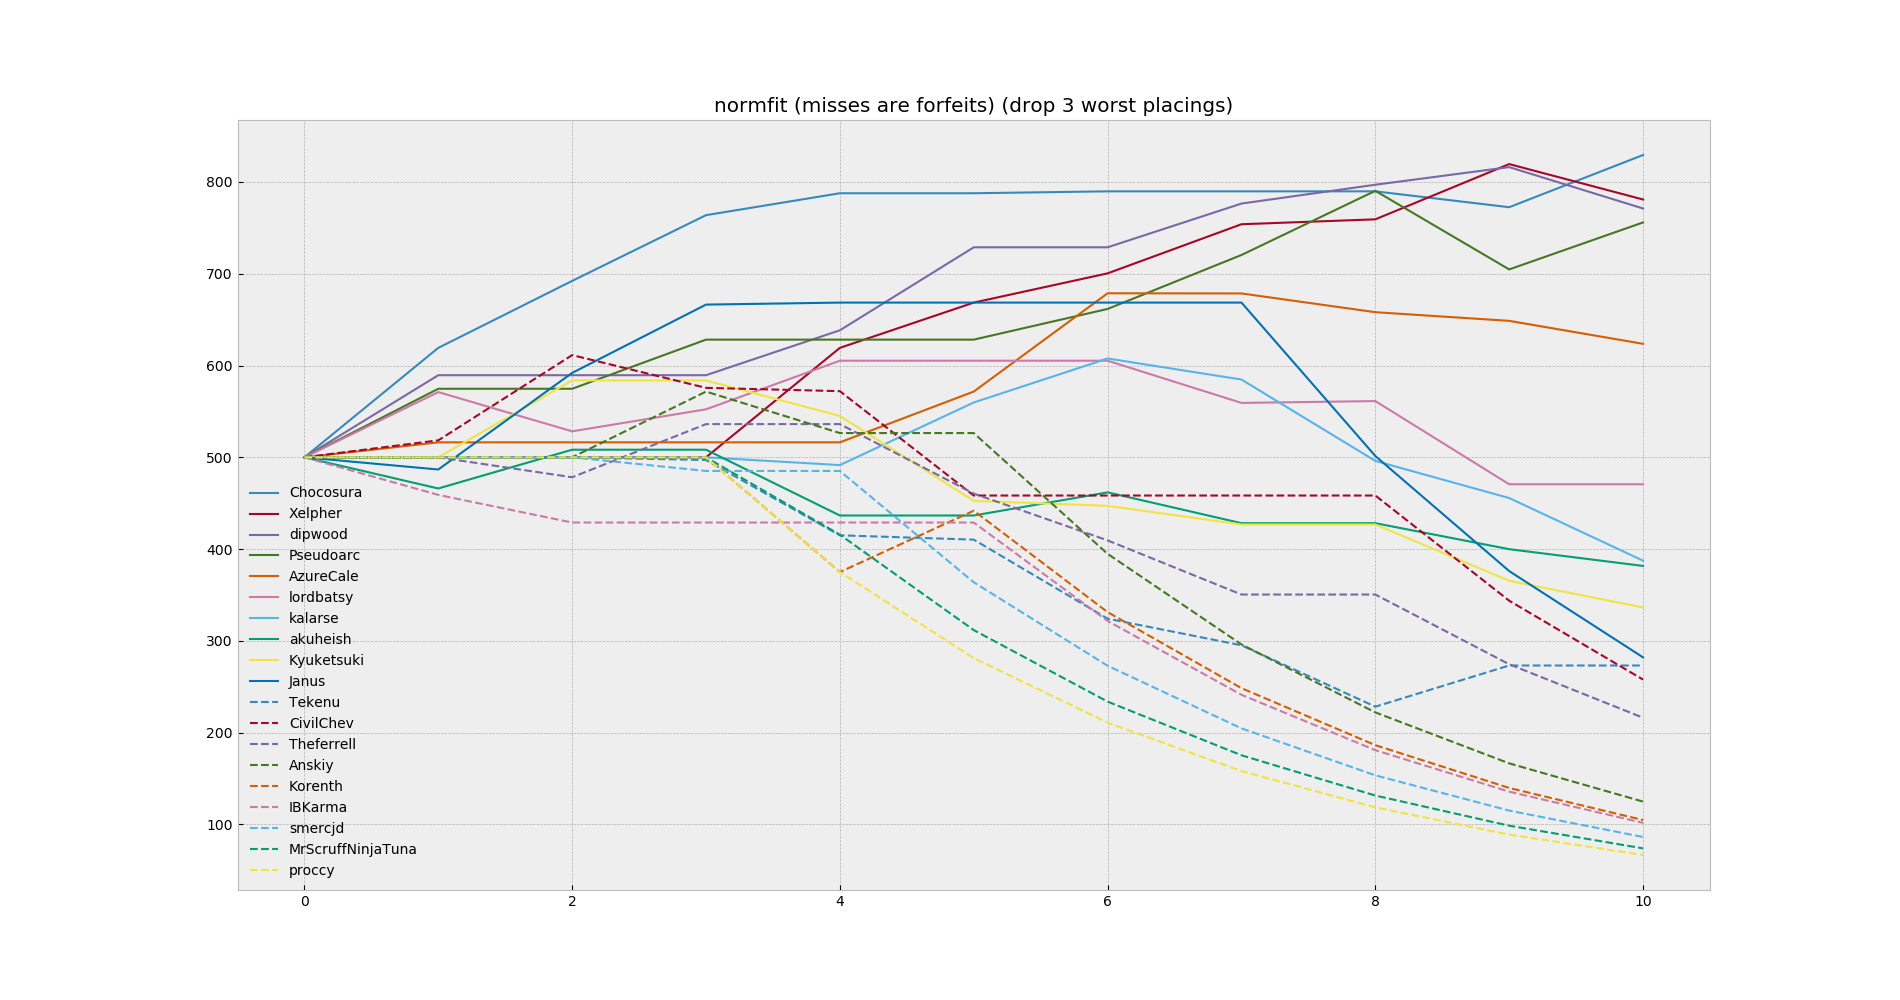 normfit (misses are forfeits) (drop 3 worst placings)
800
700
600
500
400
300
200
100
Chocosura
Xelpher
dipwood
Pseudoarc
AzureCale
lordbatsy
kalarse
akuheish
Kyuketsuki
Janus
Tekenu
CivilChev
Theferrell
Anskiy
Korenth
IBKarma
smercjd
MrScruffNinjaTuna
proccy
0 2 4 6 8 10